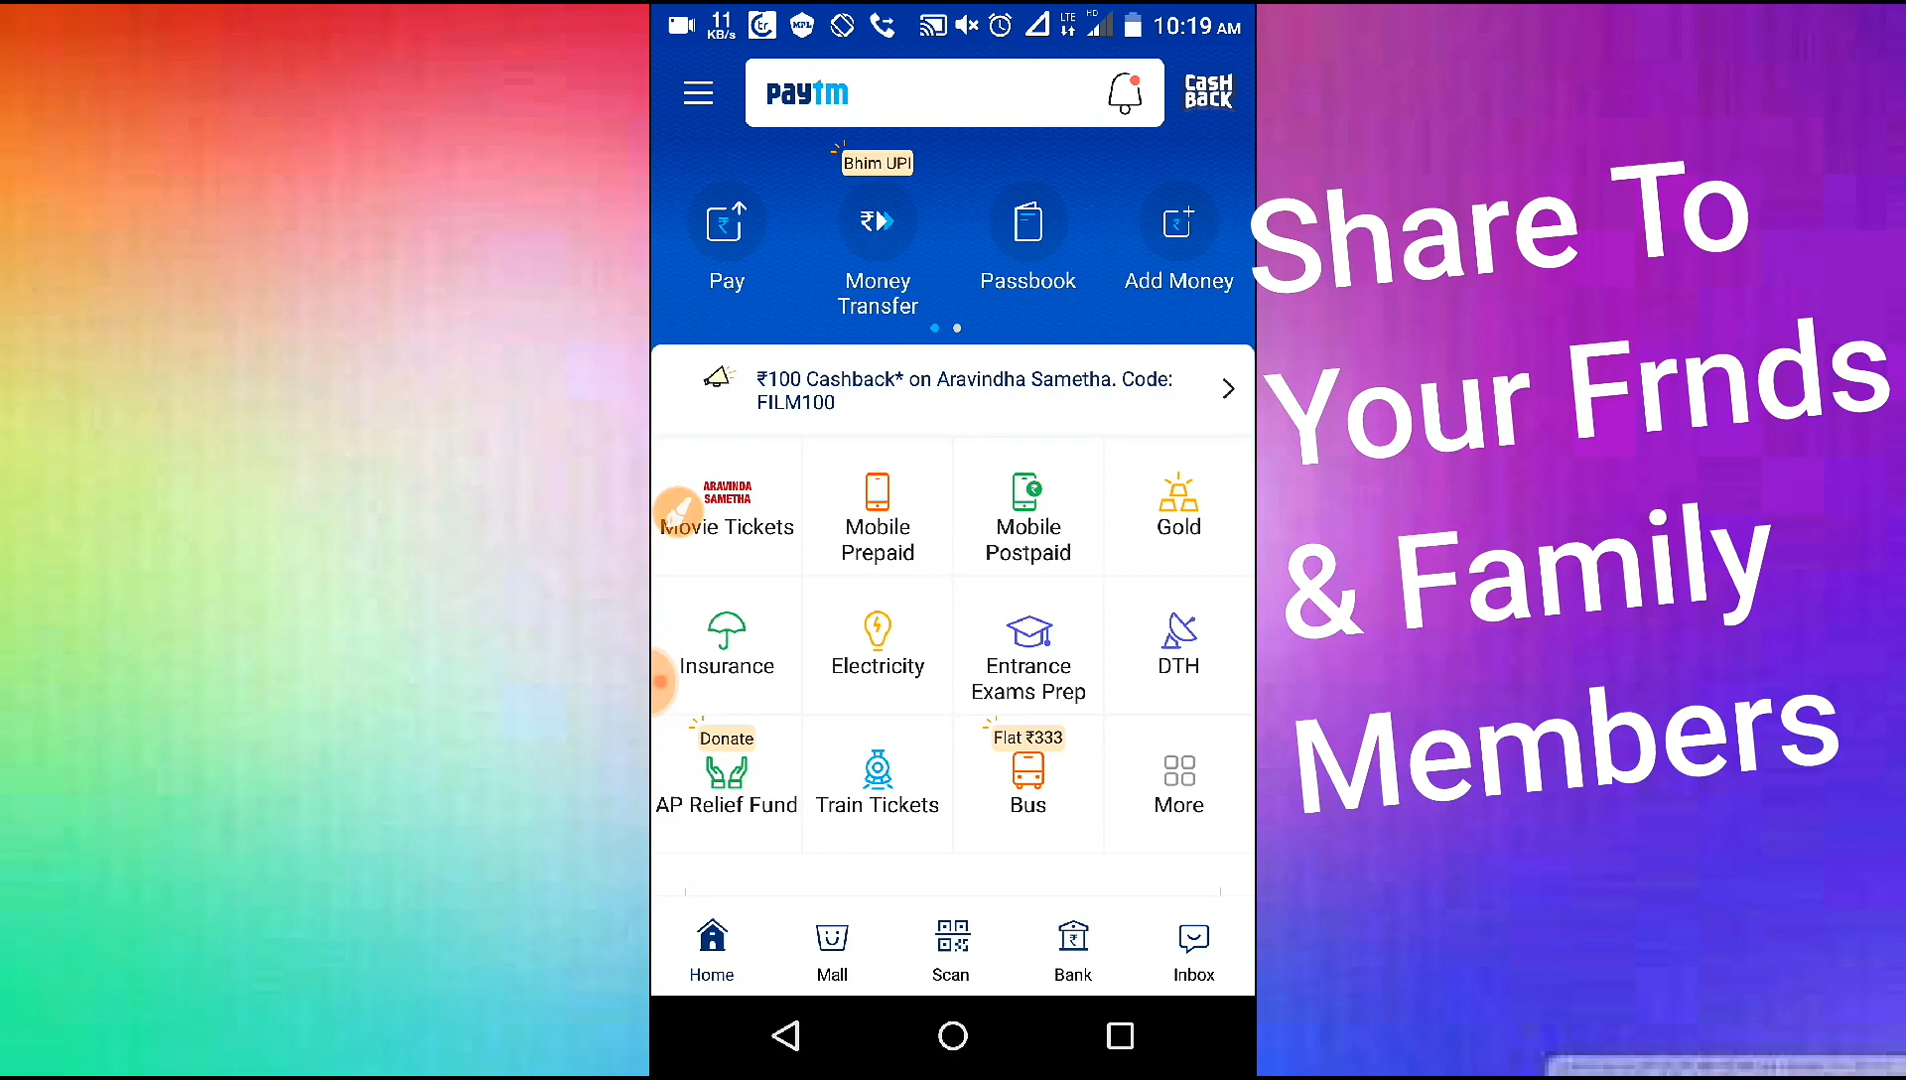 11
KB/s
MPL
LTE
HD
10:19 AM
paytm
CASH
BACK
Bhim UPI
Pay
Money
Transfer
Passbook
Add Money
₹100 Cashback* on Aravindha Sametha. Code:
FILM100
ARAVINDA
SAMETHA
Movie Tickets
Mobile
Prepaid
Mobile
Postpaid
Gold
Insurance
Electricity
Entrance
Exams Prep
DTH
Donate
AP Relief Fund
Train Tickets
Flat ₹333
Bus
More
Home
Mall
Scan
Bank
Inbox
Share To
Your Frnds
& Family
Members